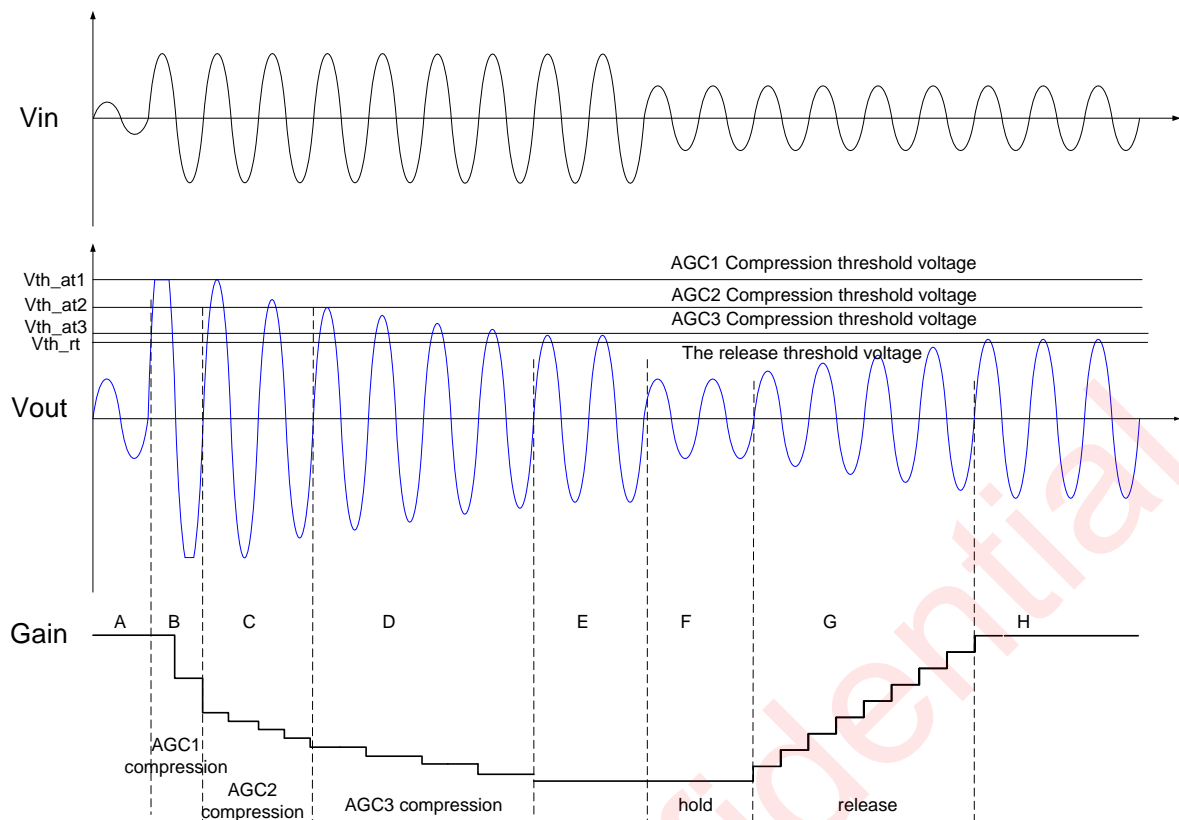 Vin
Vth_at1
AGC1 Compression threshold voltage
Vth_at2
AGC2 Compression threshold voltage
Vth_at3
AGC3 Compression threshold voltage
Vth_rt
The release threshold voltage
Vout
A
B
C
D
E
F
G
H
Gain
AGC1
compression
AGC2
compression
AGC3 compression
hold
release
fidential